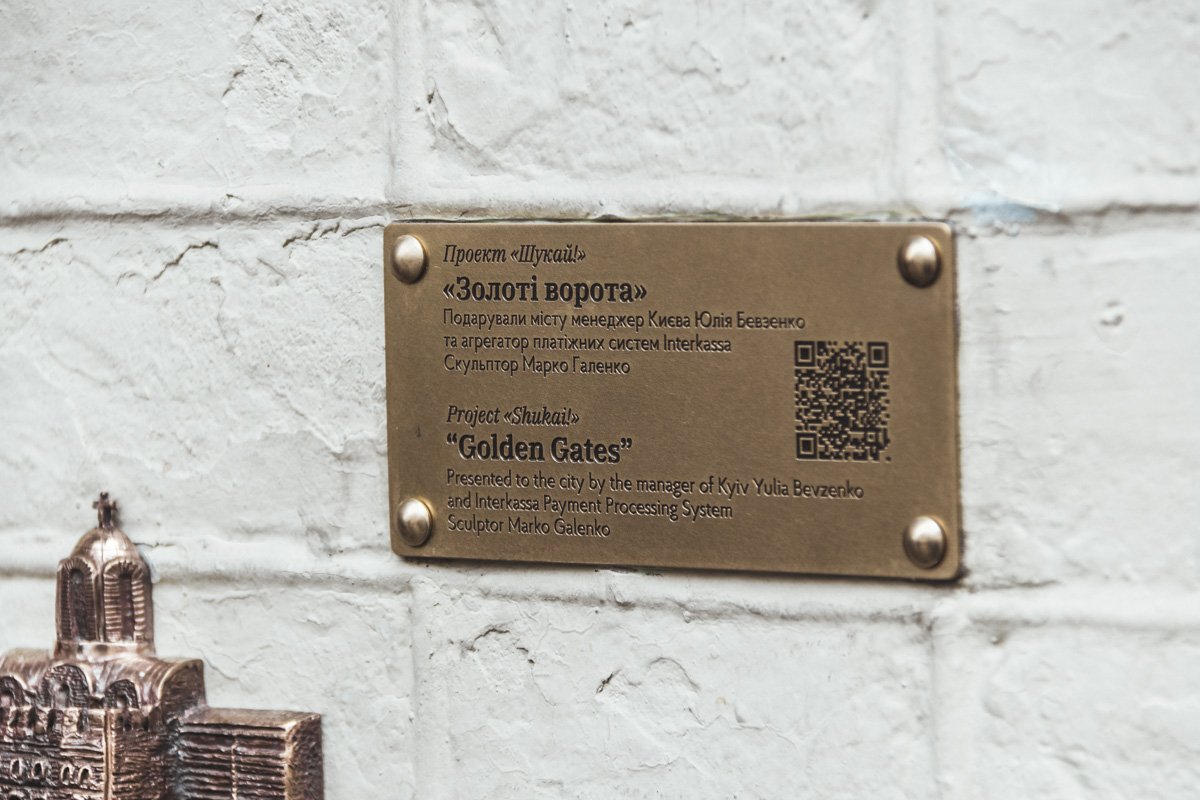 Проект «Шукай!»
«Золоті ворота»
Подарували місту менеджер Києва Юлія Бевзенко
та агрегатор платіжних систем Interkassa
Скульптор Марко Галенко
Project «Shukai!»
“Golden Gates”
Presented to the city by the manager of Kyiv Yulia Bevzenko
and Interkassa Payment Processing System
Sculptor Marko Galenko